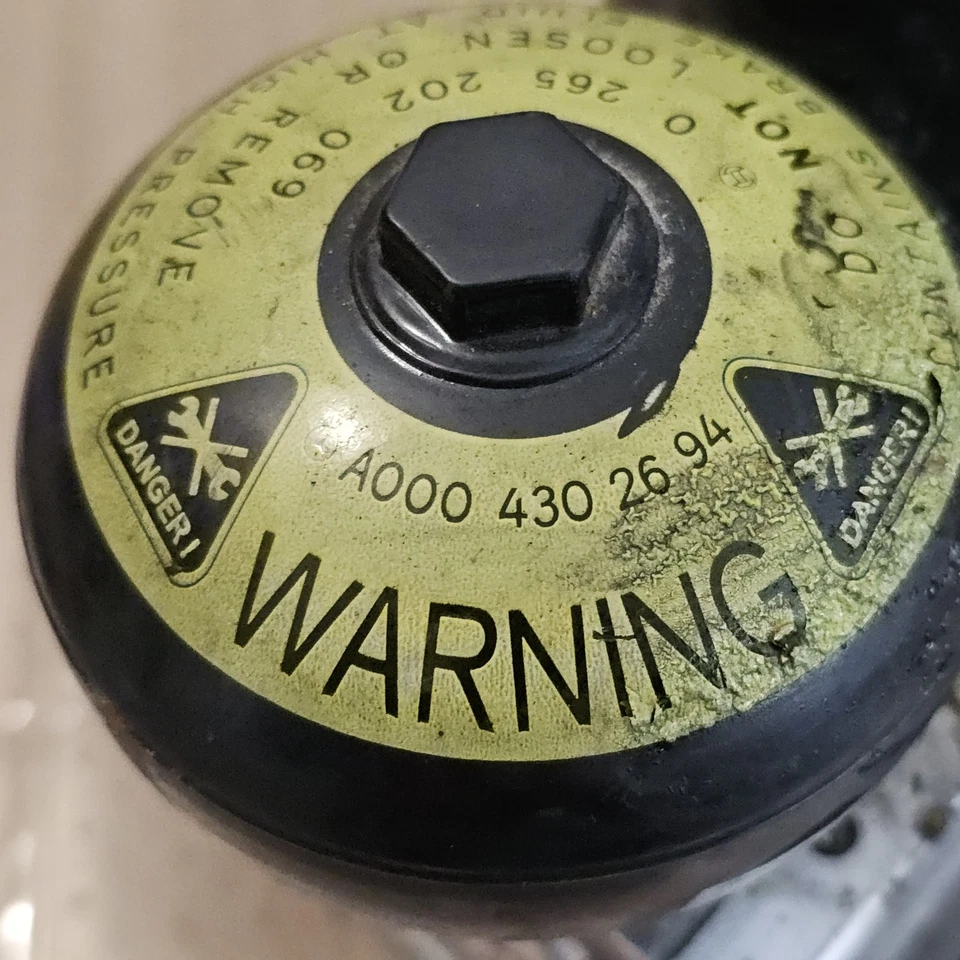 WARNING
A000 430 26 94
DANGER!
DANGER!
DO NOT LOOSEN OR REMOVE
CONTAINS BRAKE FLUID AT HIGH PRESSURE
0 265 202 069